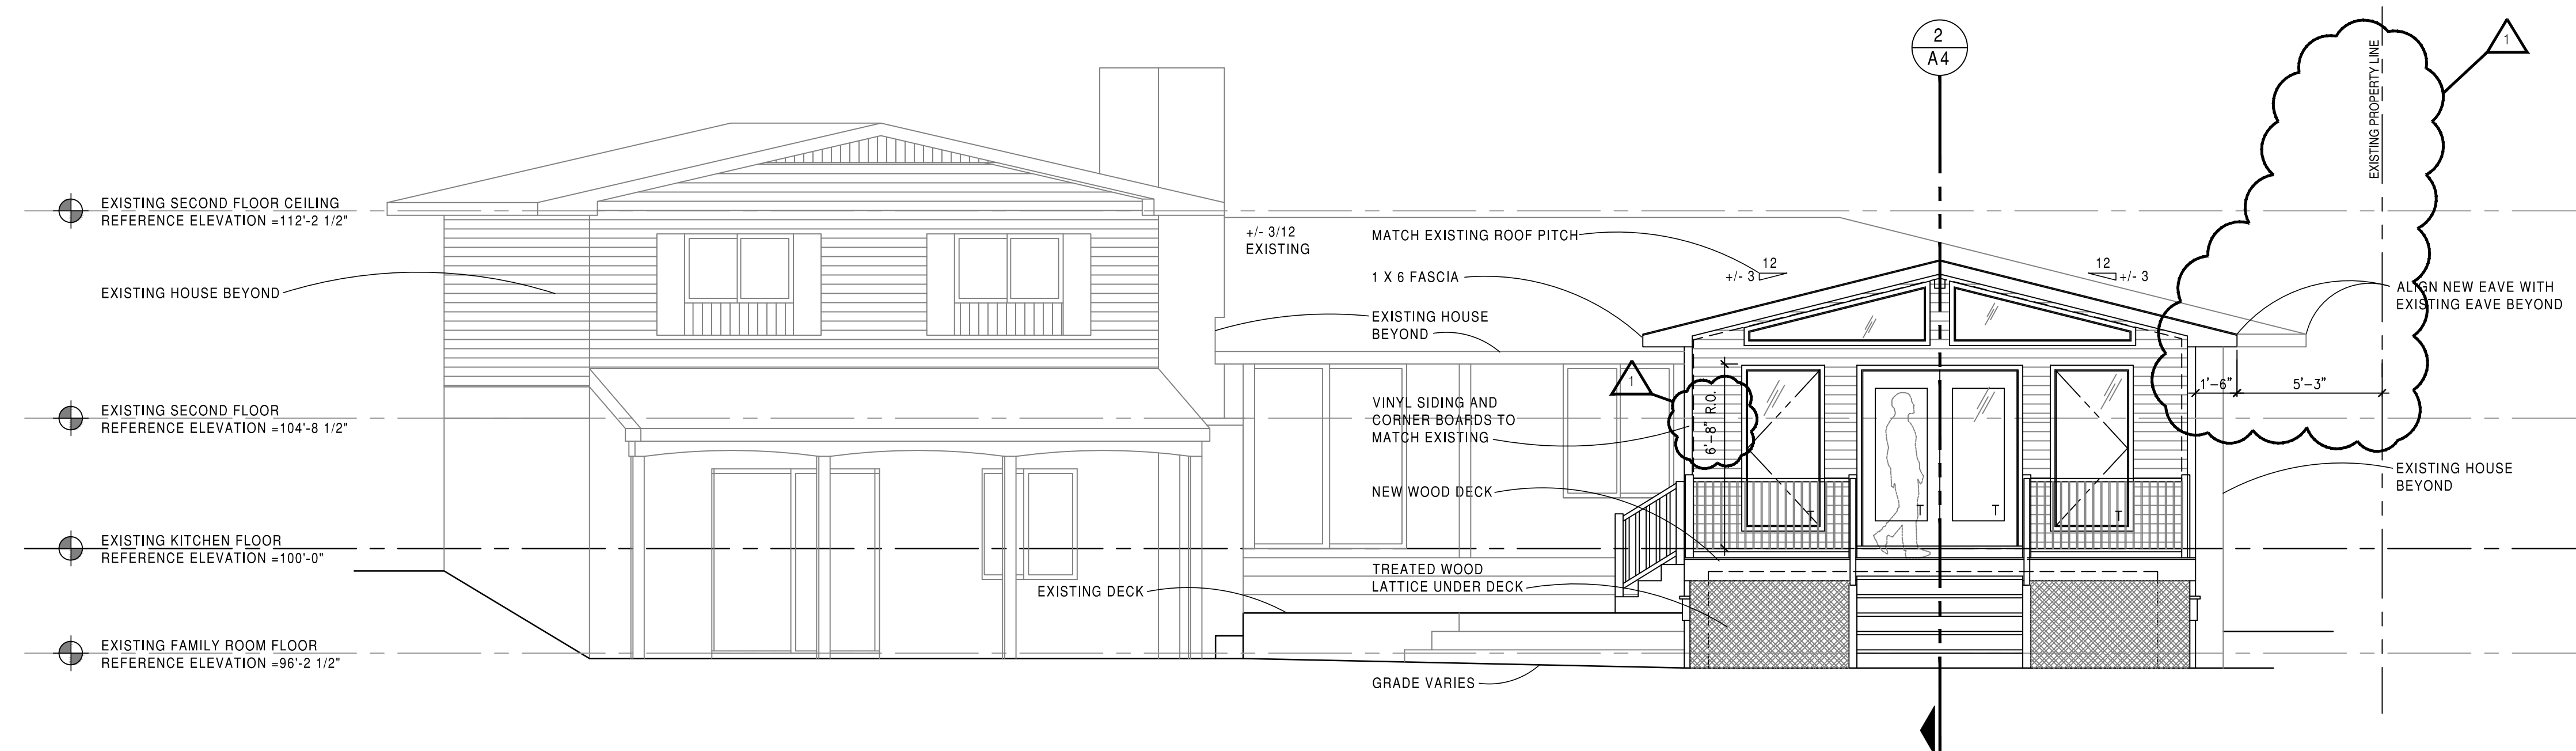 2
A4
1
EXISTING PROPERTY LINE
EXISTING SECOND FLOOR CEILING
REFERENCE ELEVATION =112'-2 1/2"
+/- 3/12
EXISTING
MATCH EXISTING ROOF PITCH
12
+/- 3
12
+/- 3
1 X 6 FASCIA
EXISTING HOUSE BEYOND
ALIGN NEW EAVE WITH
EXISTING EAVE BEYOND
EXISTING HOUSE
BEYOND
1
1'-6"
5'-3"
VINYL SIDING AND
CORNER BOARDS TO
MATCH EXISTING
6'-8" R.O.
EXISTING SECOND FLOOR
REFERENCE ELEVATION =104'-8 1/2"
EXISTING HOUSE
BEYOND
NEW WOOD DECK
T
T
T
T
EXISTING KITCHEN FLOOR
REFERENCE ELEVATION =100'-0"
TREATED WOOD
LATTICE UNDER DECK
EXISTING DECK
EXISTING FAMILY ROOM FLOOR
REFERENCE ELEVATION =96'-2 1/2"
GRADE VARIES